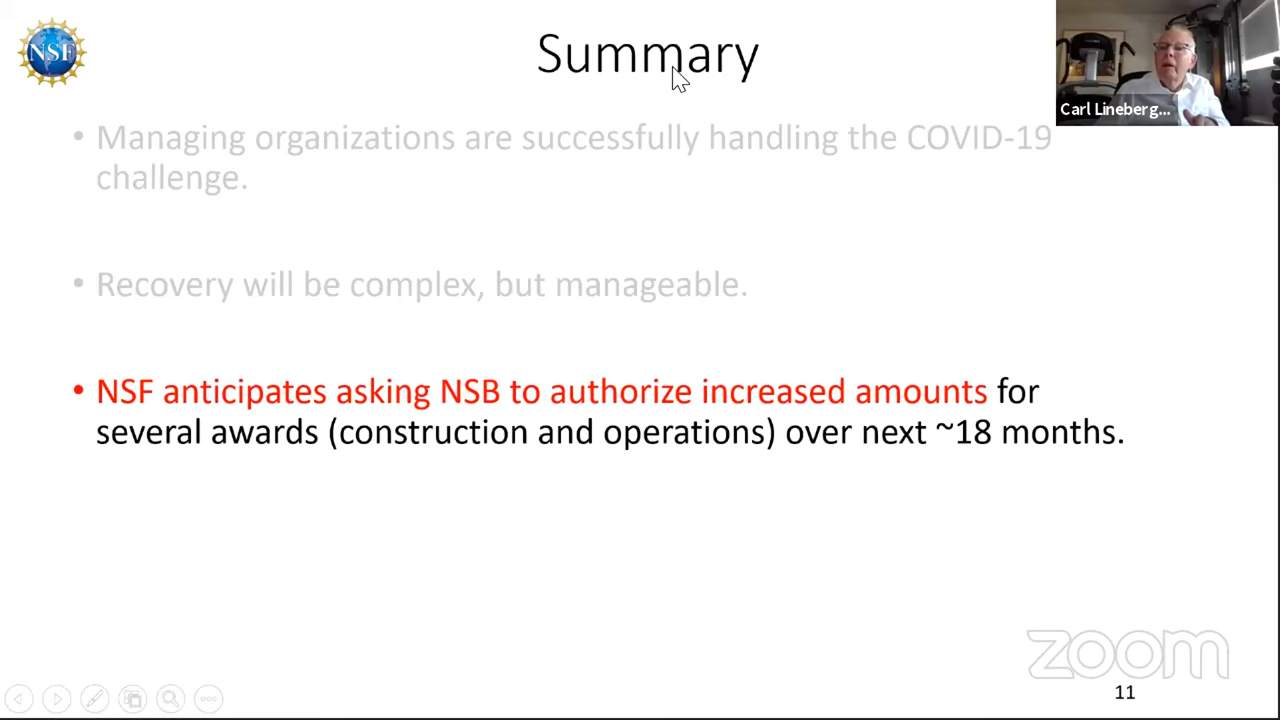 NSF
Summary
Carl Lineberg...
• Managing organizations are successfully handling the COVID-19
challenge.
• Recovery will be complex, but manageable.
• NSF anticipates asking NSB to authorize increased amounts for
several awards (construction and operations) over next ~18 months.
zoom
11